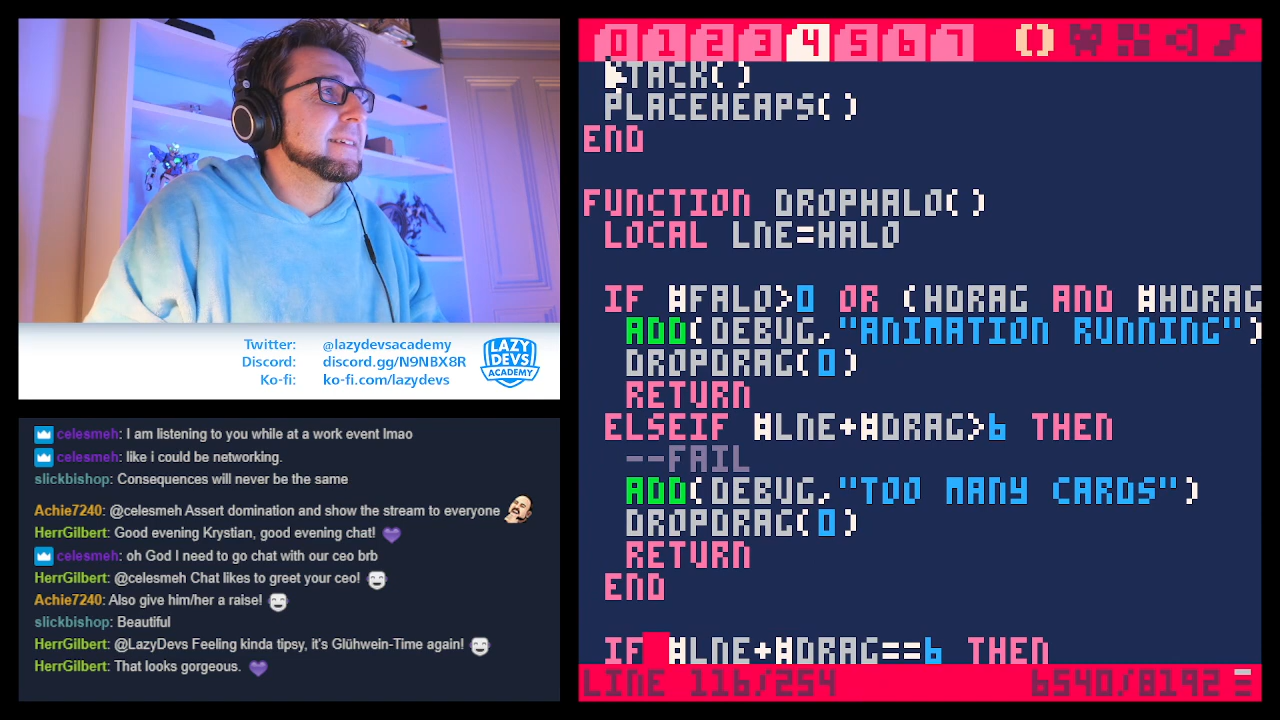 Twitter: @lazydevsacademy
Discord: discord.gg/N9NBX8R
Ko-fi: ko-fi.com/lazydevs
LAZY DEVS ACADEMY
celesmeh: I am listening to you while at a work event lmao
celesmeh: like i could be networking.
slickbishop: Consequences will never be the same
Achie7240: @celesmeh Assert domination and show the stream to everyone
HerrGilbert: Good evening Krystian, good evening chat!
celesmeh: oh God I need to go chat with our ceo brb
HerrGilbert: @celesmeh Chat likes to greet your ceo!
Achie7240: Also give him/her a raise!
slickbishop: Beautiful
HerrGilbert: @LazyDevs Feeling kinda tipsy, it's Glühwein-Time again!
HerrGilbert: That looks gorgeous.
0 1 2 3 4 5 6 7 ()
TACK()
PLACEHEAPS()
END
FUNCTION DROPHALO()
LOCAL LNE=HALO
IF #FALO>0 OR (HDRAG AND #HDRAG
ADD(DEBUG,"ANIMATION RUNNING")
DROPDRAG(0)
RETURN
ELSEIF #LNE+#DRAG>6 THEN
--FAIL
ADD(DEBUG,"TOO MANY CARDS")
DROPDRAG(0)
RETURN
END
IF #LNE+#DRAG==6 THEN
LINE 116/254 6540/8192